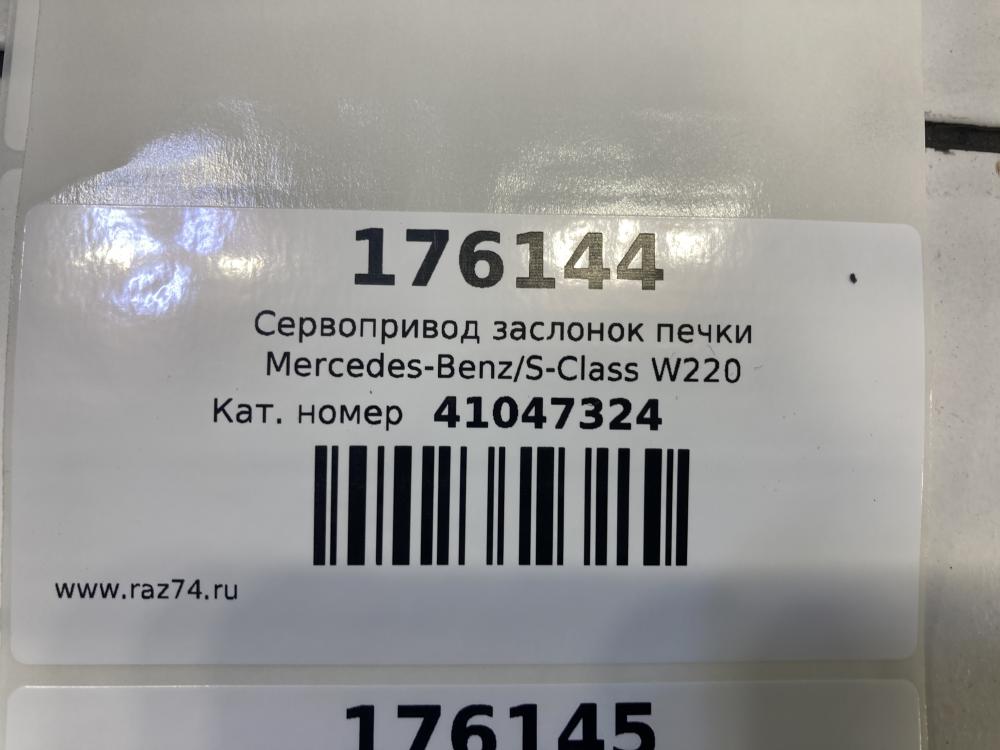 176144
Сервопривод заслонок печки
Mercedes-Benz/S-Class W220
Кат. номер 41047324
www.raz74.ru
176145